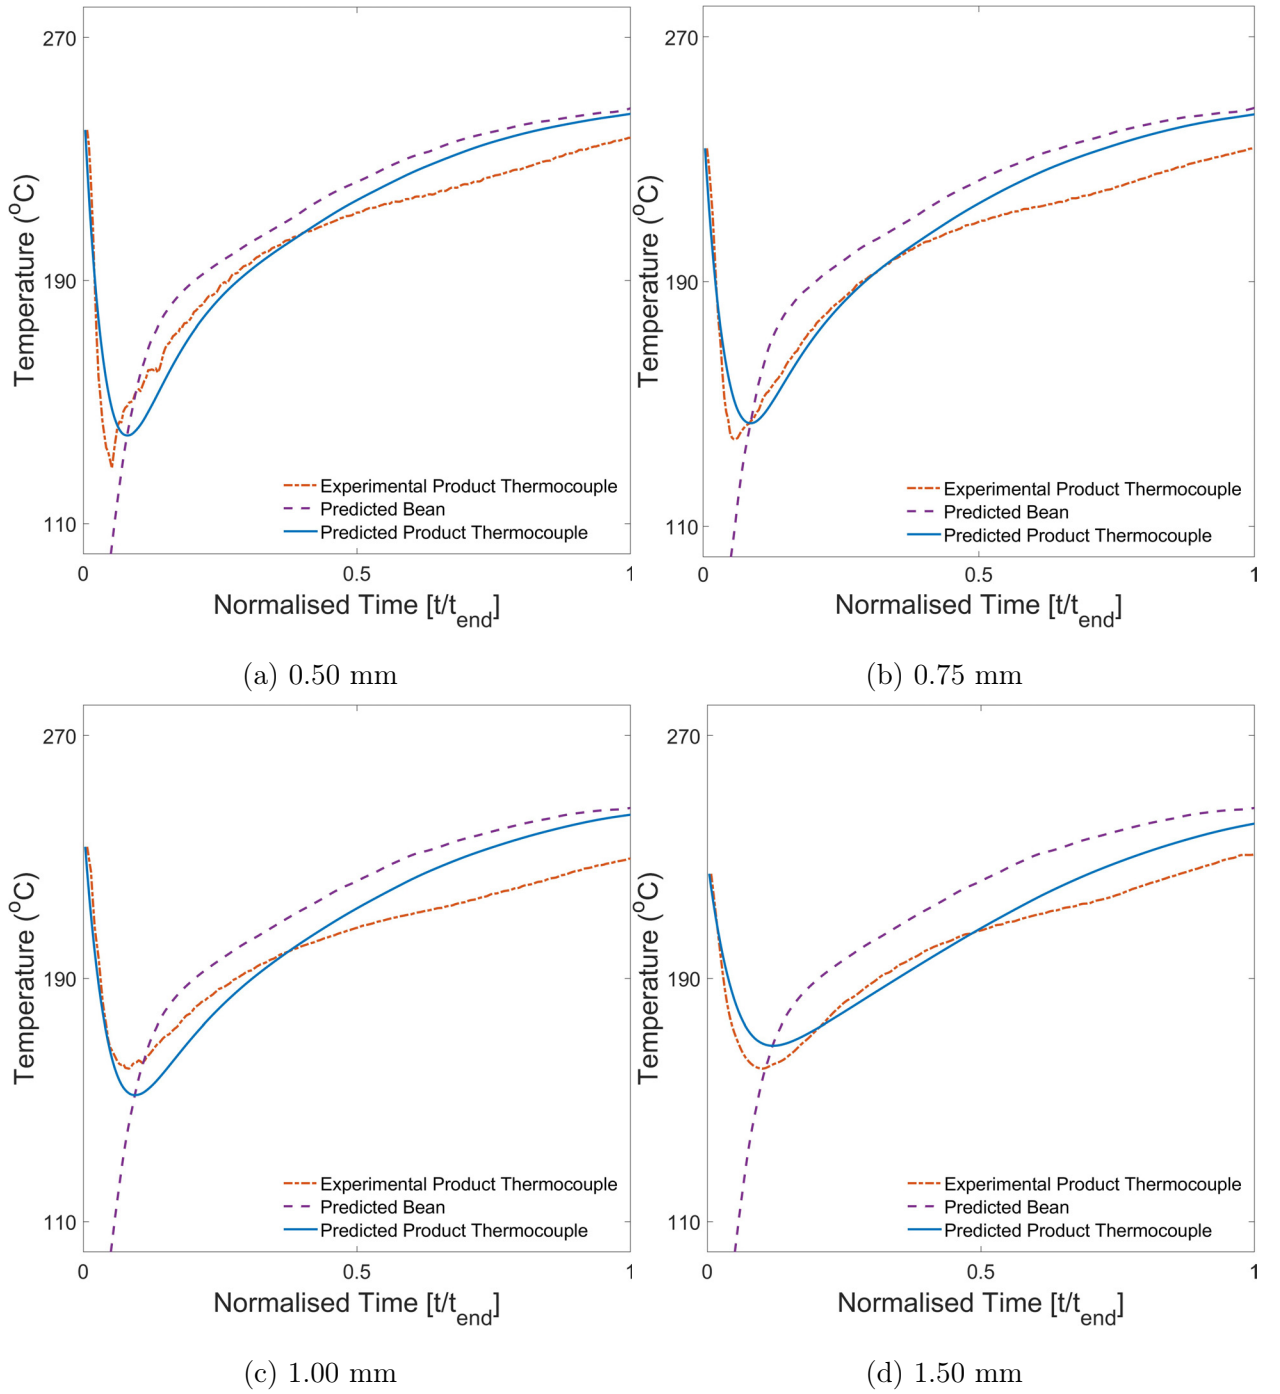 270
190
110
Temperature (°C)
Experimental Product Thermocouple
Predicted Bean
Predicted Product Thermocouple
0
0.5
1
Normalised Time [t/t_end]
(a) 0.50 mm
270
190
110
Temperature (°C)
Experimental Product Thermocouple
Predicted Bean
Predicted Product Thermocouple
0
0.5
1
Normalised Time [t/t_end]
(b) 0.75 mm
270
190
110
Temperature (°C)
Experimental Product Thermocouple
Predicted Bean
Predicted Product Thermocouple
0
0.5
1
Normalised Time [t/t_end]
(c) 1.00 mm
270
190
110
Temperature (°C)
Experimental Product Thermocouple
Predicted Bean
Predicted Product Thermocouple
0
0.5
1
Normalised Time [t/t_end]
(d) 1.50 mm